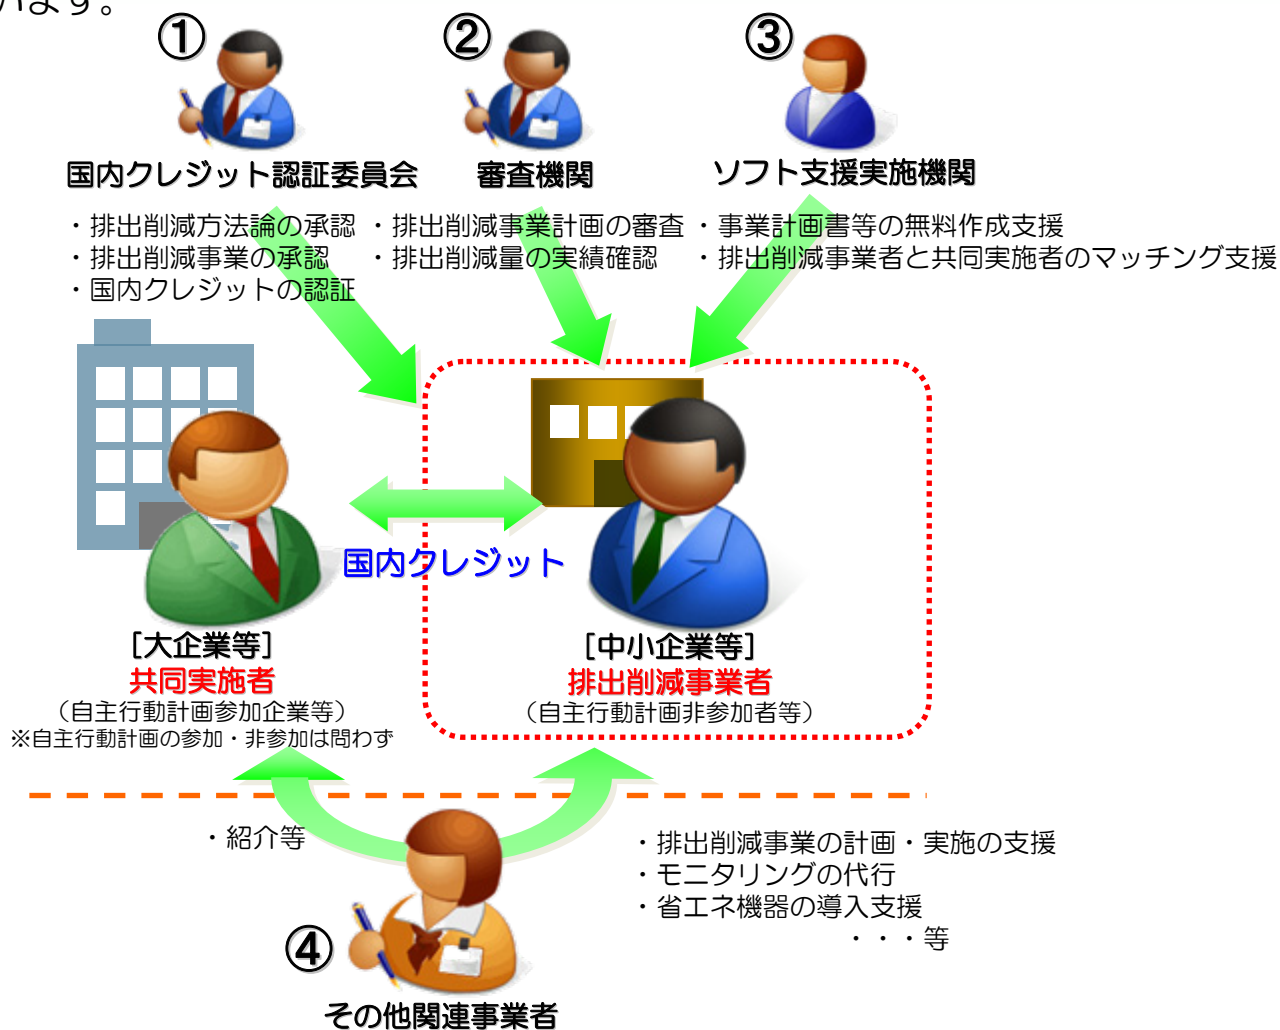 います。
①
②
③
国内クレジット認証委員会
審査機関
ソフト支援実施機関
・排出削減方法論の承認
・排出削減事業の承認
・国内クレジットの認証
・排出削減事業計画の審査
・排出削減量の実績確認
・事業計画書等の無料作成支援
・排出削減事業者と共同実施者のマッチング支援
国内クレジット
[大企業等]
共同実施者
（自主行動計画参加企業等）
※自主行動計画の参加・非参加は問わず
[中小企業等]
排出削減事業者
（自主行動計画非参加者等）
・紹介等
・排出削減事業の計画・実施の支援
・モニタリングの代行
・省エネ機器の導入支援
・・・等
④
その他関連事業者